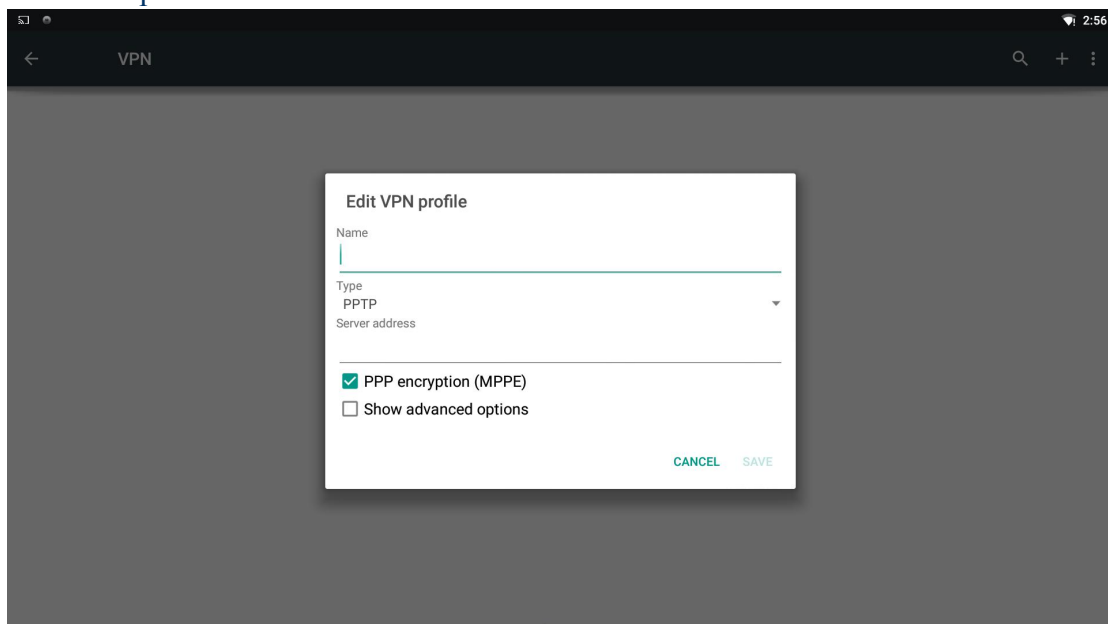 2:56
VPN
Edit VPN profile
Name
Type
PPTP
Server address
PPP encryption (MPPE)
Show advanced options
CANCEL SAVE